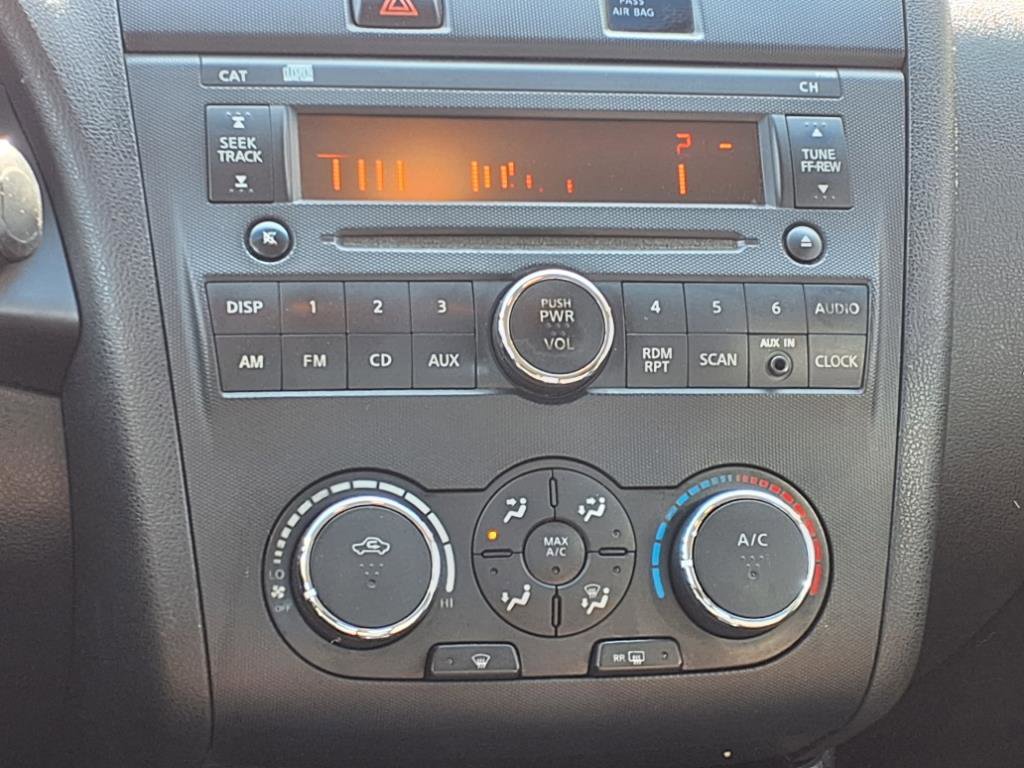 PASS
AIR BAG
CAT
CH
SEEK
TRACK
TUNE
FF-REW
DISP 1 2 3
PUSH
PWR
VOL
4 5 6 AUDIO
AM FM CD AUX
RDM
RPT
SCAN
AUX IN
CLOCK
MAX
A/C
A/C
LO
OFF
HI
RR